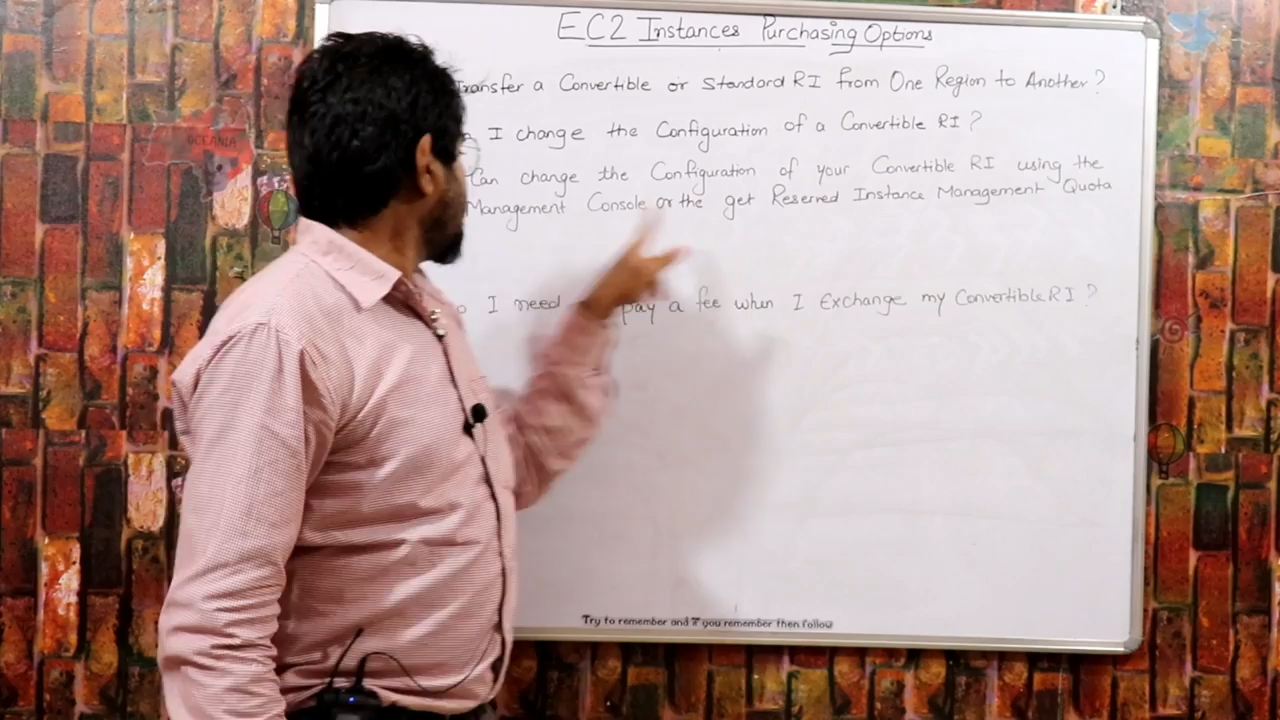 EC2 Instances Purchasing Options
Transfer a Convertible or Standard RI from One Region to Another?
I change the Configuration of a Convertible RI?
Can change the Configuration of your Convertible RI using the
Management Console or the get Reserved Instance Management Quota
I need pay a fee when I Exchange my Convertible RI?
Try to remember and if you remember then follow
OCEANIA